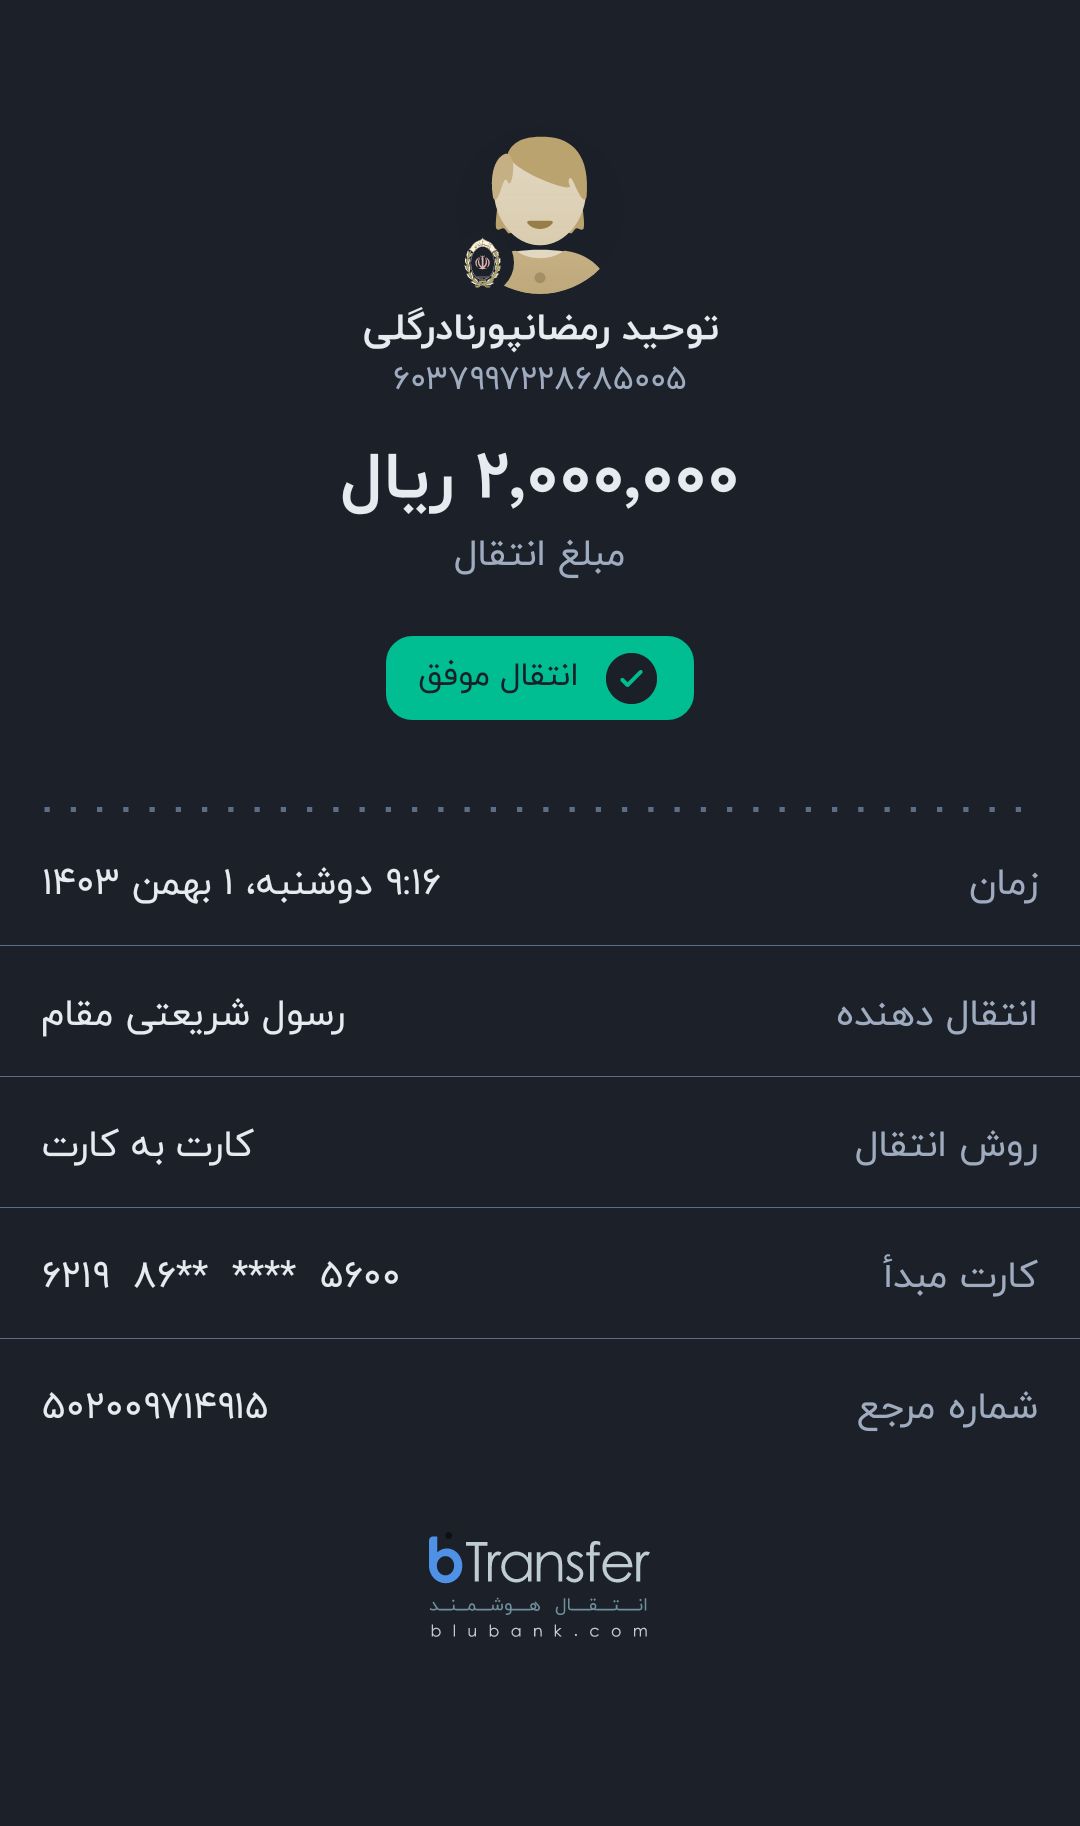 توحید رمضانپورنادرگلی
۶۰۳۷۹۹۷۲۲۸۶۸۵۰۰۵
۲,۰۰۰,۰۰۰ ریال
مبلغ انتقال
انتقال موفق
زمان ۹:۱۶ دوشنبه، ۱ بهمن ۱۴۰۳
انتقال دهنده رسول شریعتی مقام
روش انتقال کارت به کارت
کارت مبدأ ۶۲۱۹ ۸۶** **** ۵۶۰۰
شماره مرجع ۵۰۲۰۰۹۷۱۴۹۱۵
bTransfer
انـتـقـال هـوشـمـنـد
blubank.com